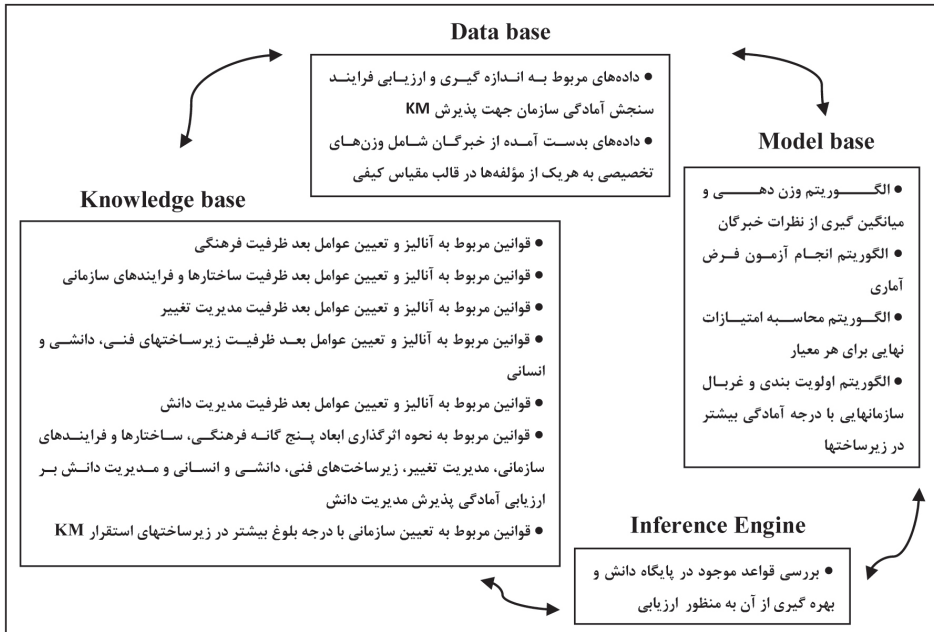 Data base
● داده‌های مربوط به اندازه گیری و ارزیابی فرایند
سنجش آمادگی سازمان جهت پذیرش KM
● داده‌های بدست آمده از خبرگان شامل وزن‌های
تخصیصی به هریک از مؤلفه‌ها در قالب مقیاس کیفی
Model base
● الگوریتم وزن دهی و
میانگین گیری از نظرات خبرگان
● الگوریتم انجام آزمون فرض
آماری
● الگوریتم محاسبه امتیازات
نهایی برای هر معیار
● الگوریتم اولویت بندی و غربال
سازمانهایی با درجه آمادگی بیشتر
در زیرساختها
Knowledge base
● قوانین مربوط به آنالیز و تعیین عوامل بعد ظرفیت فرهنگی
● قوانین مربوط به آنالیز و تعیین عوامل بعد ظرفیت ساختارها و فرایندهای سازمانی
● قوانین مربوط به آنالیز و تعیین عوامل بعد ظرفیت مدیریت تغییر
● قوانین مربوط به آنالیز و تعیین عوامل بعد ظرفیت زیرساختهای فنی، دانشی و
انسانی
● قوانین مربوط به آنالیز و تعیین عوامل بعد ظرفیت مدیریت دانش
● قوانین مربوط به نحوه اثرگذاری ابعاد پنج گانه فرهنگی، ساختارها و فرایندهای
سازمانی، مدیریت تغییر، زیرساخت‌های فنی، دانشی و انسانی و مدیریت دانش بر
ارزیابی آمادگی پذیرش مدیریت دانش
● قوانین مربوط به تعیین سازمانی با درجه بلوغ بیشتر در زیرساختهای استقرار KM
Inference Engine
● بررسی قواعد موجود در پایگاه دانش و
بهره گیری از آن به منظور ارزیابی